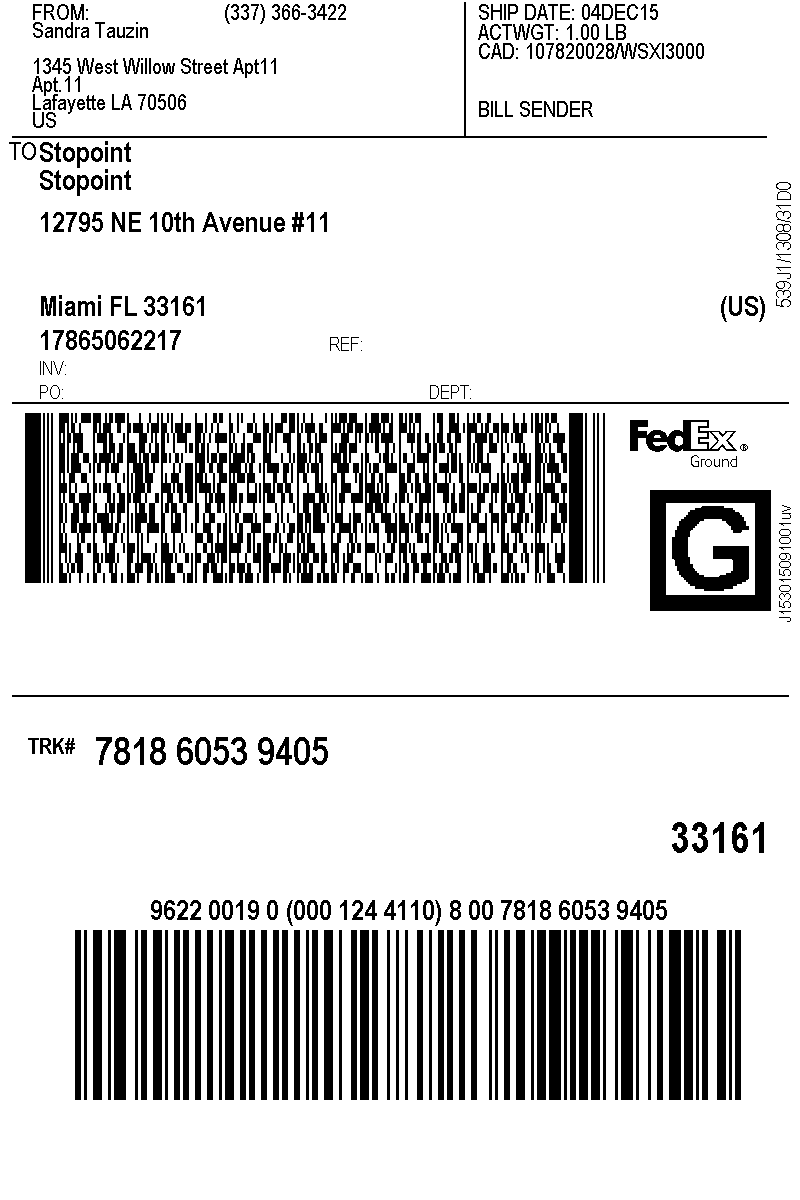 FROM: (337) 366-3422
Sandra Tauzin
1345 West Willow Street Apt11
Apt.11
Lafayette LA 70506
US
SHIP DATE: 04DEC15
ACTWGT: 1.00 LB
CAD: 107820028/WSXI3000
BILL SENDER
TO Stopoint
Stopoint
12795 NE 10th Avenue #11
Miami FL 33161 (US)
17865062217 REF:
INV:
PO: DEPT:
539J1/1308/31D0
FedEx®
Ground
G
J153015091001uv
TRK# 7818 6053 9405
33161
9622 0019 0 (000 124 4110) 8 00 7818 6053 9405